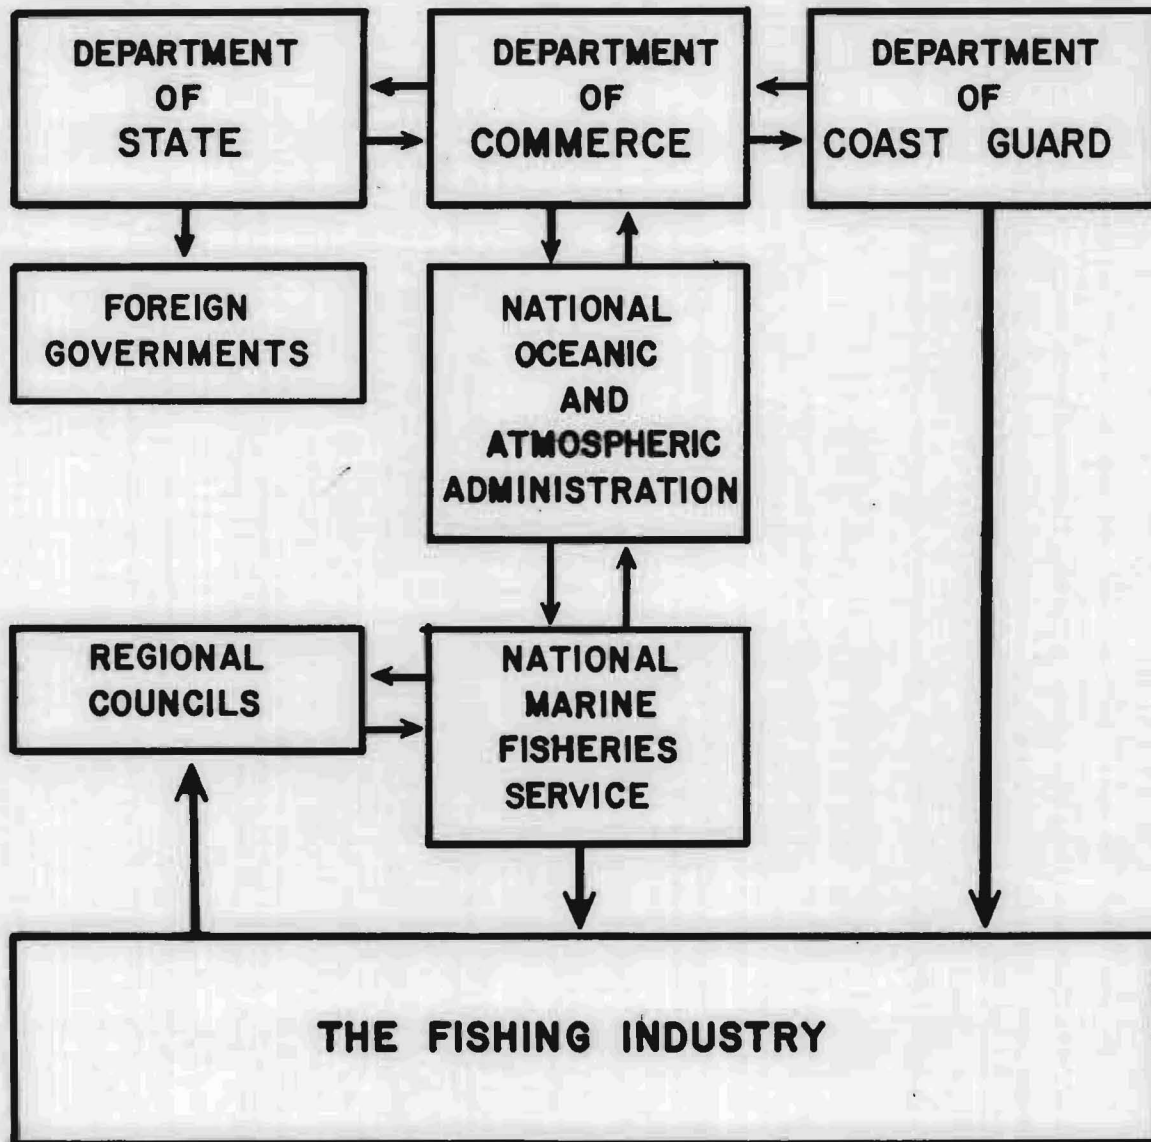 DEPARTMENT
OF
STATE
DEPARTMENT
OF
COMMERCE
DEPARTMENT
OF
COAST GUARD
FOREIGN
GOVERNMENTS
NATIONAL
OCEANIC
AND
ATMOSPHERIC
ADMINISTRATION
REGIONAL
COUNCILS
NATIONAL
MARINE
FISHERIES
SERVICE
THE FISHING INDUSTRY